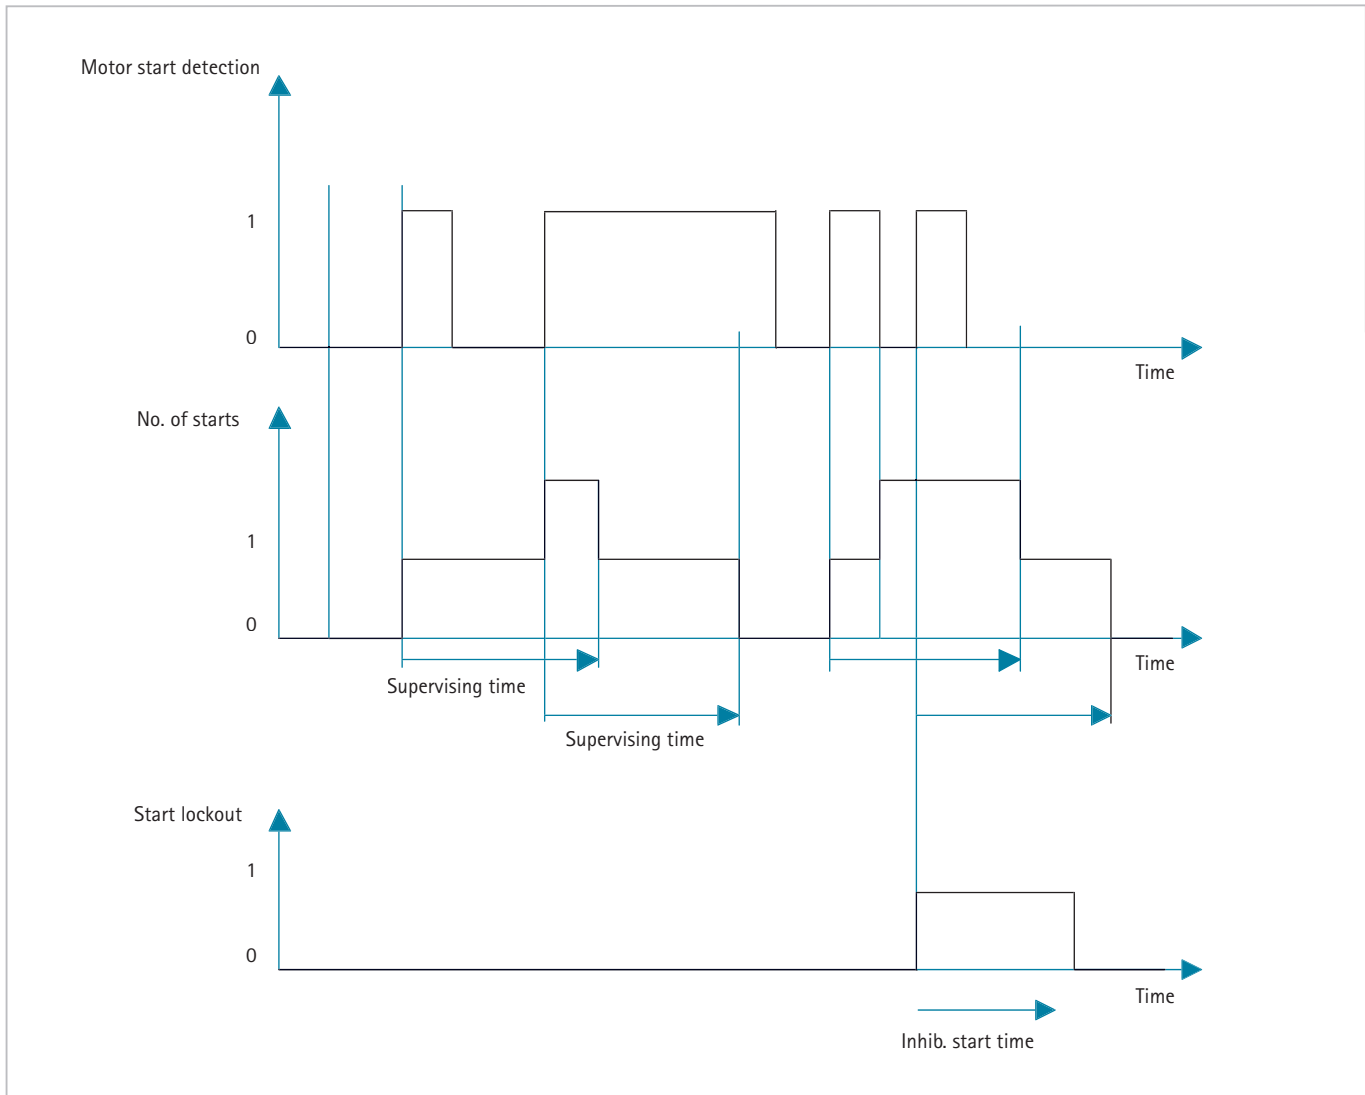 Motor start detection
1
0
Time
No. of starts
1
0
Time
Supervising time
Supervising time
Start lockout
1
0
Time
Inhib. start time